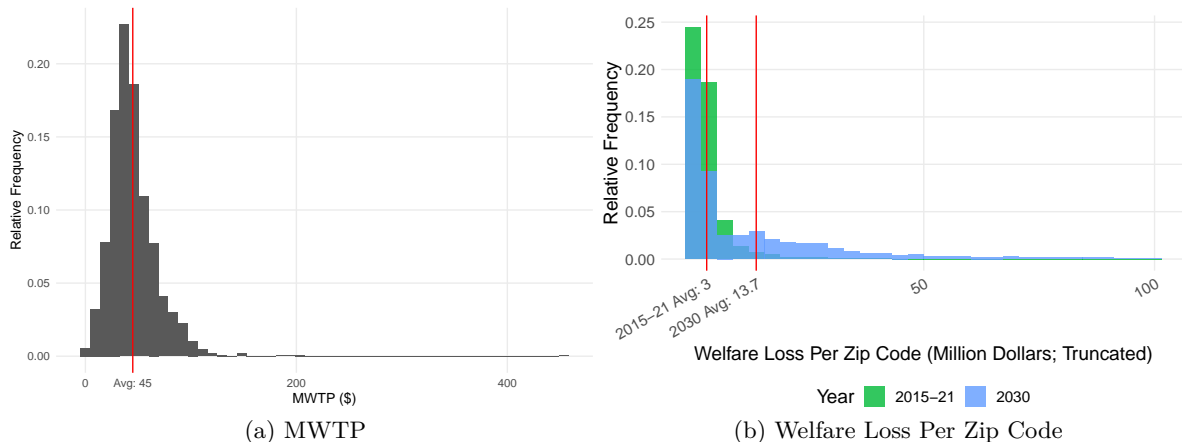 Relative Frequency
0.20
0.15
0.10
0.05
0.00
0
Avg: 45
200
400
MWTP ($)
(a) MWTP
Relative Frequency
0.25
0.20
0.15
0.10
0.05
0.00
2015–21 Avg: 3
2030 Avg: 13.7
50
100
Welfare Loss Per Zip Code (Million Dollars; Truncated)
Year 2015–21 2030
(b) Welfare Loss Per Zip Code